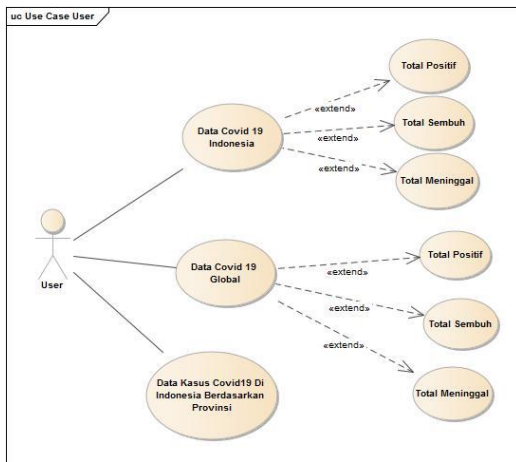 uc Use Case User
Total Positif
«extend»
Total Sembuh
Data Covid 19
Indonesia
«extend»
«extend»
Total Meninggal
User
Data Covid 19
Global
«extend»
Total Positif
«extend»
Total Sembuh
«extend»
Total Meninggal
Data Kasus Covid19 Di
Indonesia Berdasarkan
Provinsi